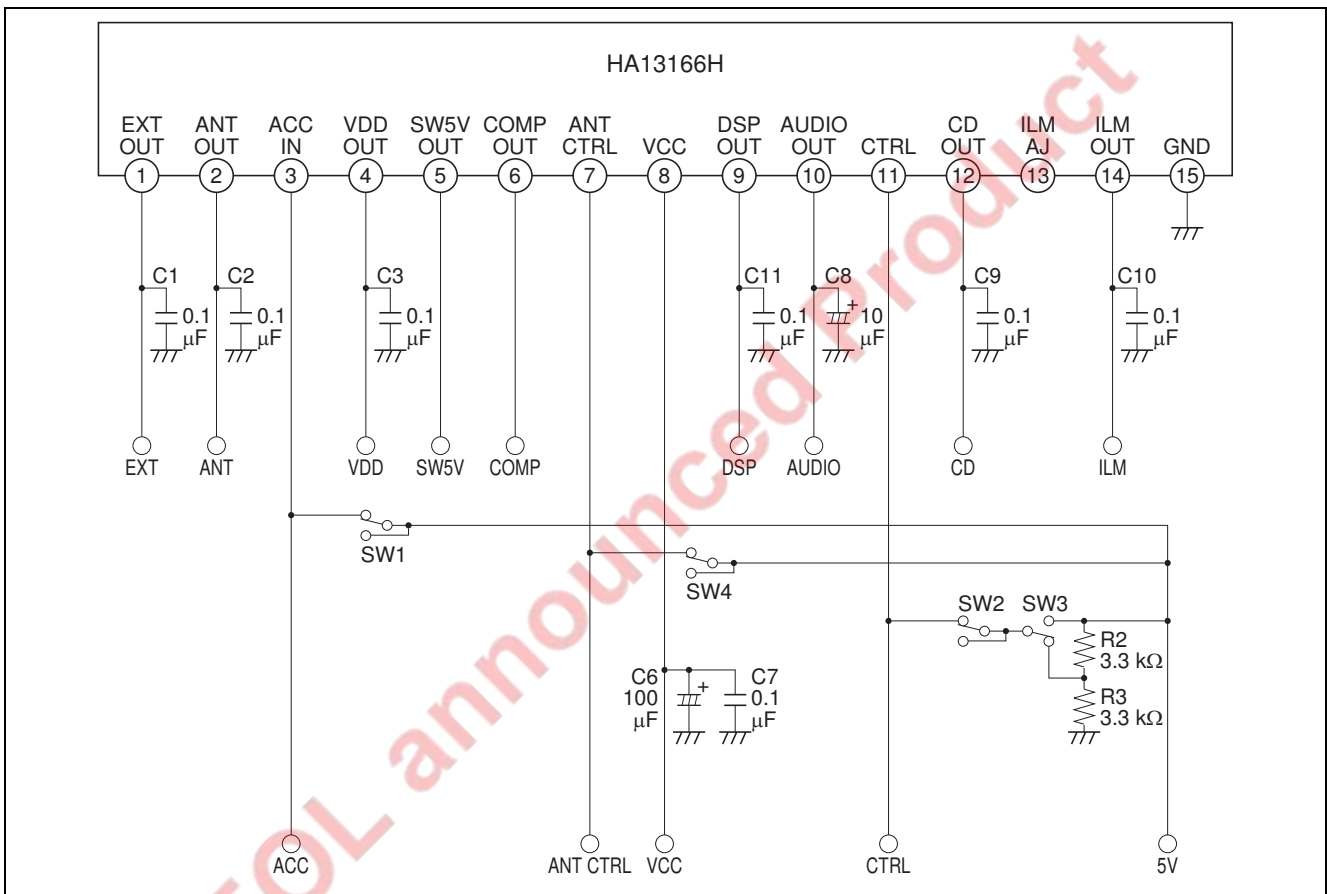 HA13166H
EXT OUT
ANT OUT
ACC IN
VDD OUT
SW5V OUT
COMP OUT
ANT CTRL
VCC
DSP OUT
AUDIO OUT
CTRL
CD OUT
ILM AJ
ILM OUT
GND
1 2 3 4 5 6 7 8 9 10 11 12 13 14 15
C1 0.1 μF
C2 0.1 μF
C3 0.1 μF
C11 0.1 μF
C8 + 10 μF
C9 0.1 μF
C10 0.1 μF
EXT ANT VDD SW5V COMP DSP AUDIO CD ILM
SW1
SW4
SW2 SW3
R2 3.3 kΩ
R3 3.3 kΩ
C6 100 μF +
C7 0.1 μF
ACC ANT CTRL VCC CTRL 5V
EOL announced Product